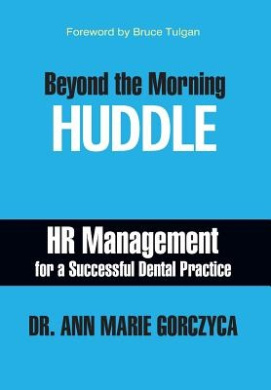 Foreword by Bruce Tulgan
Beyond the Morning
HUDDLE
HR Management
for a Successful Dental Practice
DR. ANN MARIE GORCZYCA